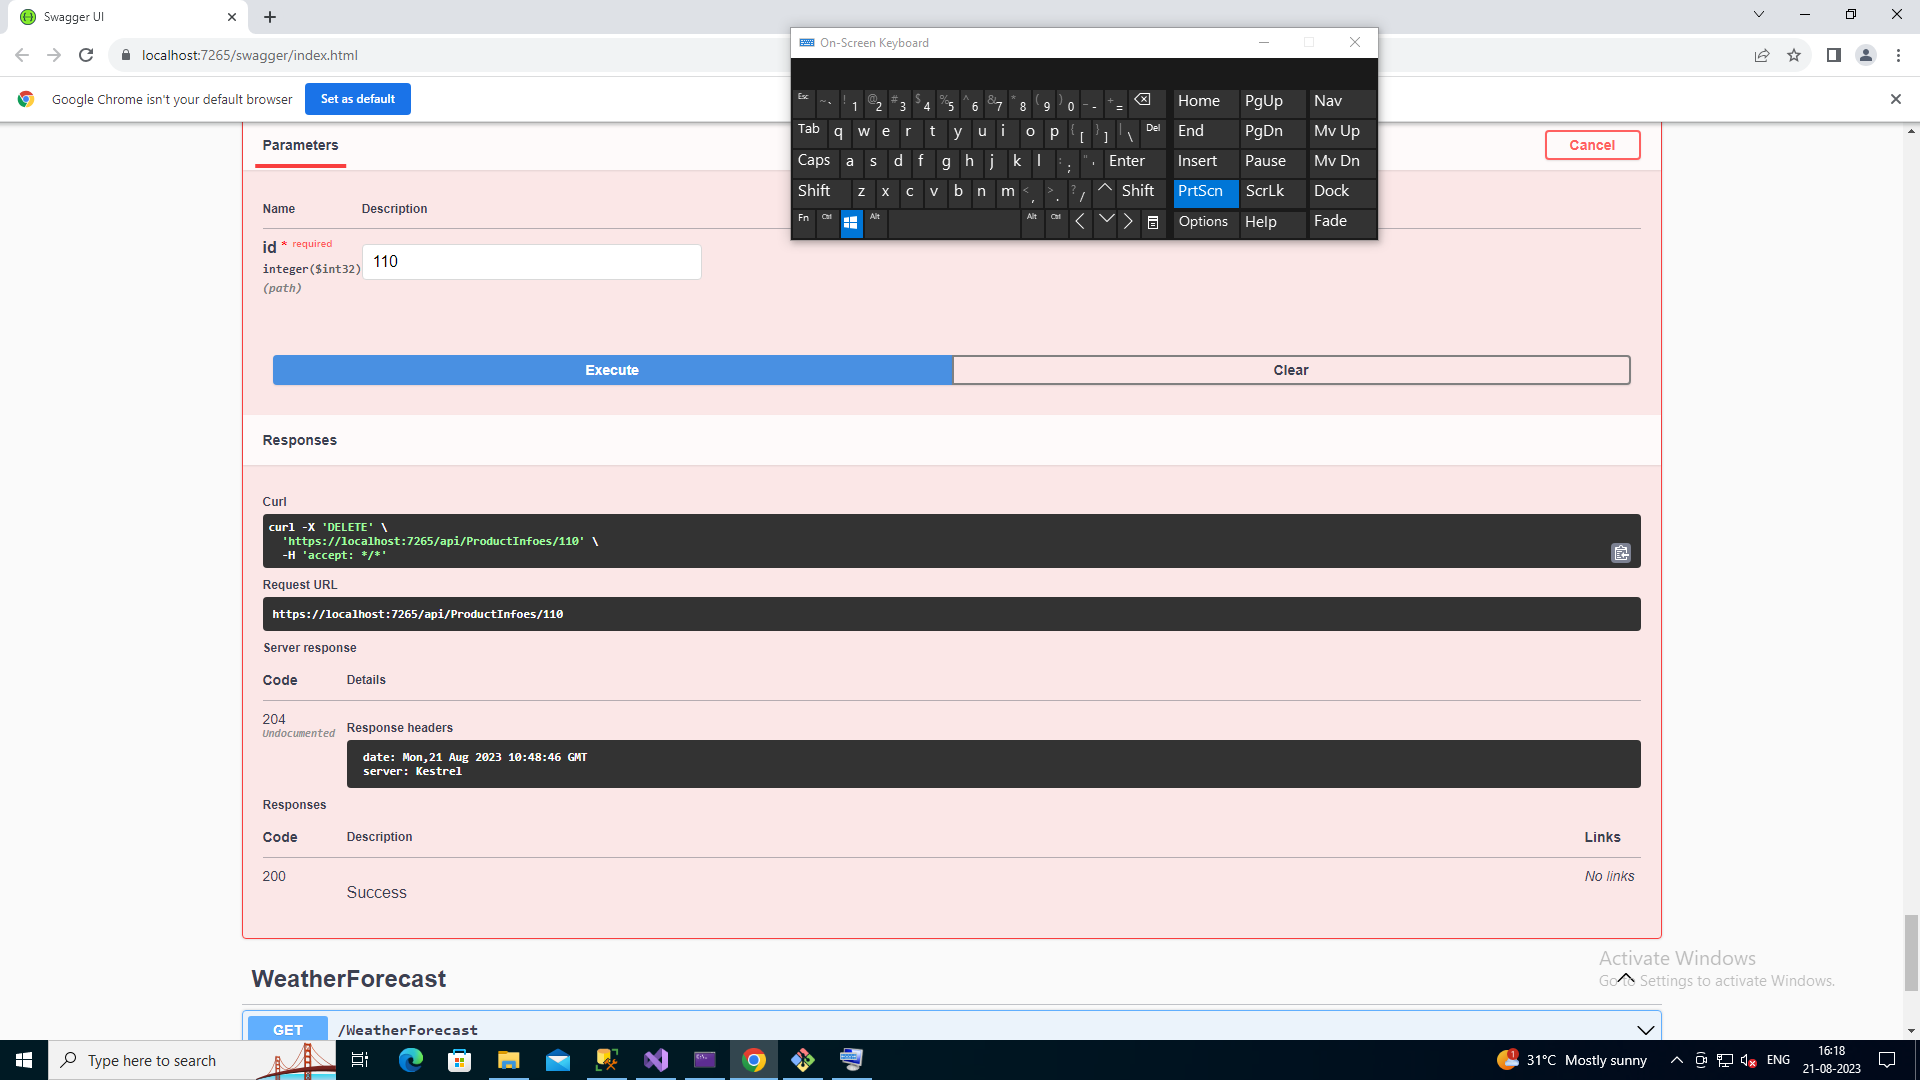 Swagger UI
localhost:7265/swagger/index.html
Google Chrome isn't your default browser
Set as default
On-Screen Keyboard
Esc ~ ` ! 1 @ 2 # 3 $ 4 % 5 ^ 6 & 7 * 8 ( 9 ) 0 _ - + = Home PgUp Nav
Tab q w e r t y u i o p { [ } ] | \ Del End PgDn Mv Up
Caps a s d f g h j k l : ; " ' Enter Insert Pause Mv Dn
Shift z x c v b n m < , > . ? / Shift PrtScn ScrLk Dock
Fn Ctrl Alt Alt Ctrl Options Help Fade
Parameters
Cancel
Name Description
id * required
integer($int32)
(path)
110
Execute
Clear
Responses
Curl
curl -X 'DELETE' \
'https://localhost:7265/api/ProductInfoes/110' \
-H 'accept: */*'
Request URL
https://localhost:7265/api/ProductInfoes/110
Server response
Code Details
204
Undocumented
Response headers
date: Mon,21 Aug 2023 10:48:46 GMT
server: Kestrel
Responses
Code Description Links
200
Success
No links
WeatherForecast
GET /WeatherForecast
Activate Windows
Go to Settings to activate Windows.
Type here to search
1
31°C Mostly sunny
ENG
16:18
21-08-2023